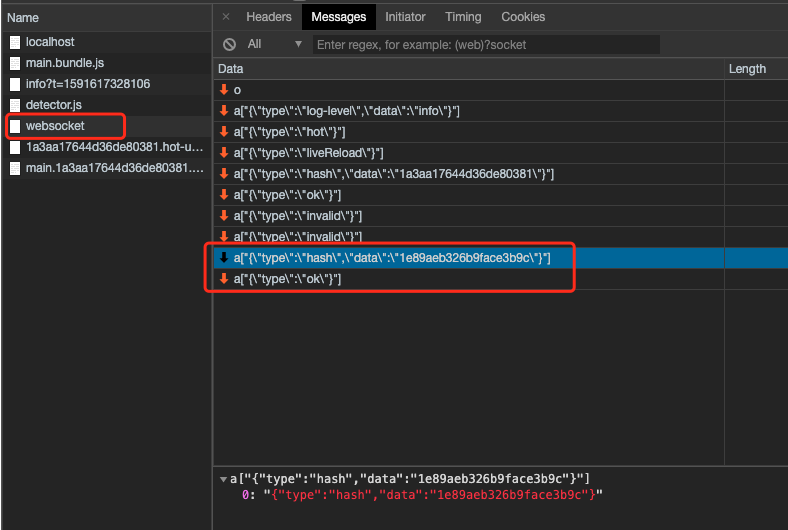 Name
localhost
main.bundle.js
info?t=1591617328106
detector.js
websocket
1a3aa17644d36de80381.hot-u...
main.1a3aa17644d36de80381....
× Headers Messages Initiator Timing Cookies
All ▼ Enter regex, for example: (web)?socket
Data Length
o
a["{\"type\":\"log-level\",\"data\":\"info\"}"]
a["{\"type\":\"hot\"}"]
a["{\"type\":\"liveReload\"}"]
a["{\"type\":\"hash\",\"data\":\"1a3aa17644d36de80381\"}"]
a["{\"type\":\"ok\"}"]
a["{\"type\":\"invalid\"}"]
a["{\"type\":\"invalid\"}"]
a["{\"type\":\"hash\",\"data\":\"1e89aeb326b9face3b9c\"}"]
a["{\"type\":\"ok\"}"]
▼a["{"type":"hash","data":"1e89aeb326b9face3b9c"}"]
0: "{"type":"hash","data":"1e89aeb326b9face3b9c"}"